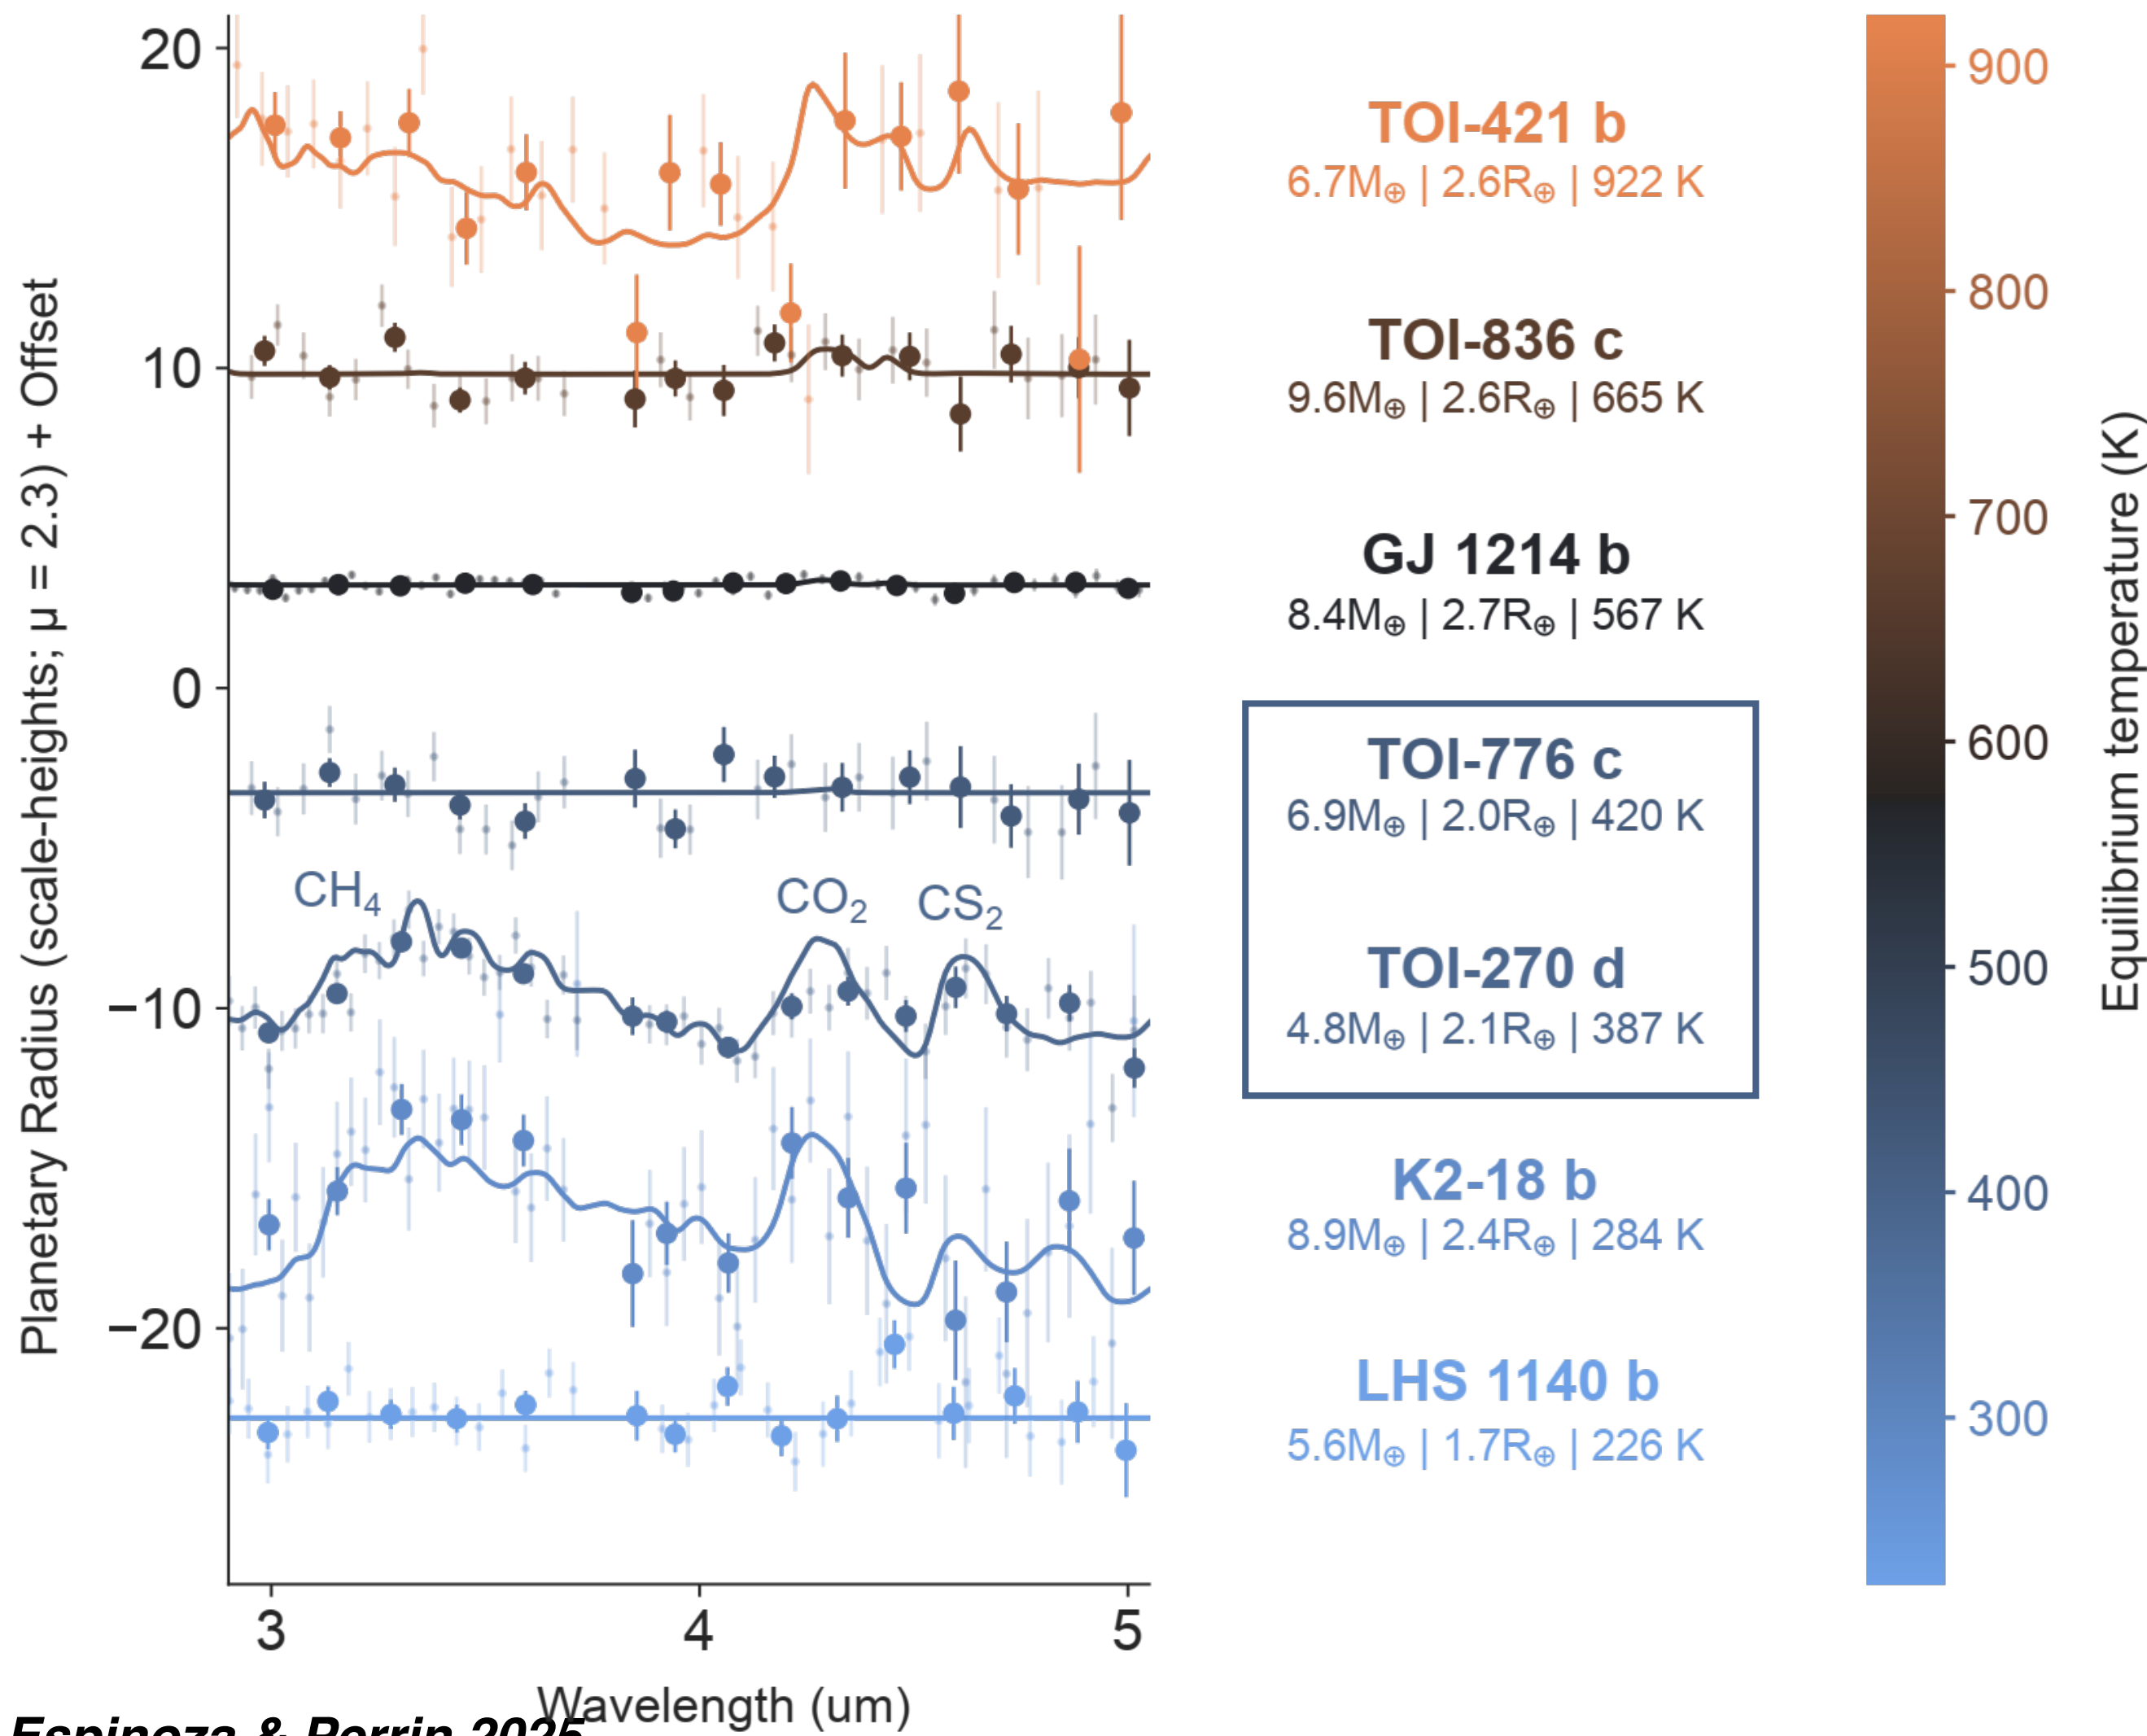 Planetary Radius (scale-heights; μ = 2.3) + Offset
20
10
0
−10
−20
3
4
5
Wavelength (um)
CH₄
CO₂
CS₂
TOI-421 b
6.7M⊕ | 2.6R⊕ | 922 K
TOI-836 c
9.6M⊕ | 2.6R⊕ | 665 K
GJ 1214 b
8.4M⊕ | 2.7R⊕ | 567 K
TOI-776 c
6.9M⊕ | 2.0R⊕ | 420 K
TOI-270 d
4.8M⊕ | 2.1R⊕ | 387 K
K2-18 b
8.9M⊕ | 2.4R⊕ | 284 K
LHS 1140 b
5.6M⊕ | 1.7R⊕ | 226 K
900
800
700
600
500
400
300
Equilibrium temperature (K)
Espinoza & Perrin 2025